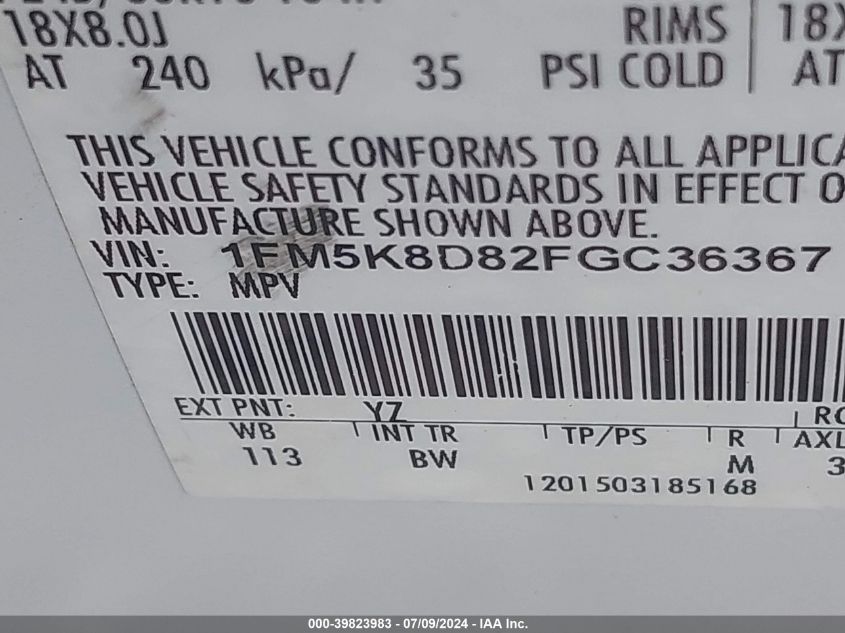 18X8.0J RIMS 18X
AT 240 kPa/ 35 PSI COLD AT
THIS VEHICLE CONFORMS TO ALL APPLICA
VEHICLE SAFETY STANDARDS IN EFFECT O
MANUFACTURE SHOWN ABOVE.
VIN: 1FM5K8D82FGC36367
TYPE: MPV
EXT PNT: YZ RC
WB INT TR TP/PS R AXL
113 BW M 3
1201503185168
000-39823983 - 07/09/2024 - IAA Inc.